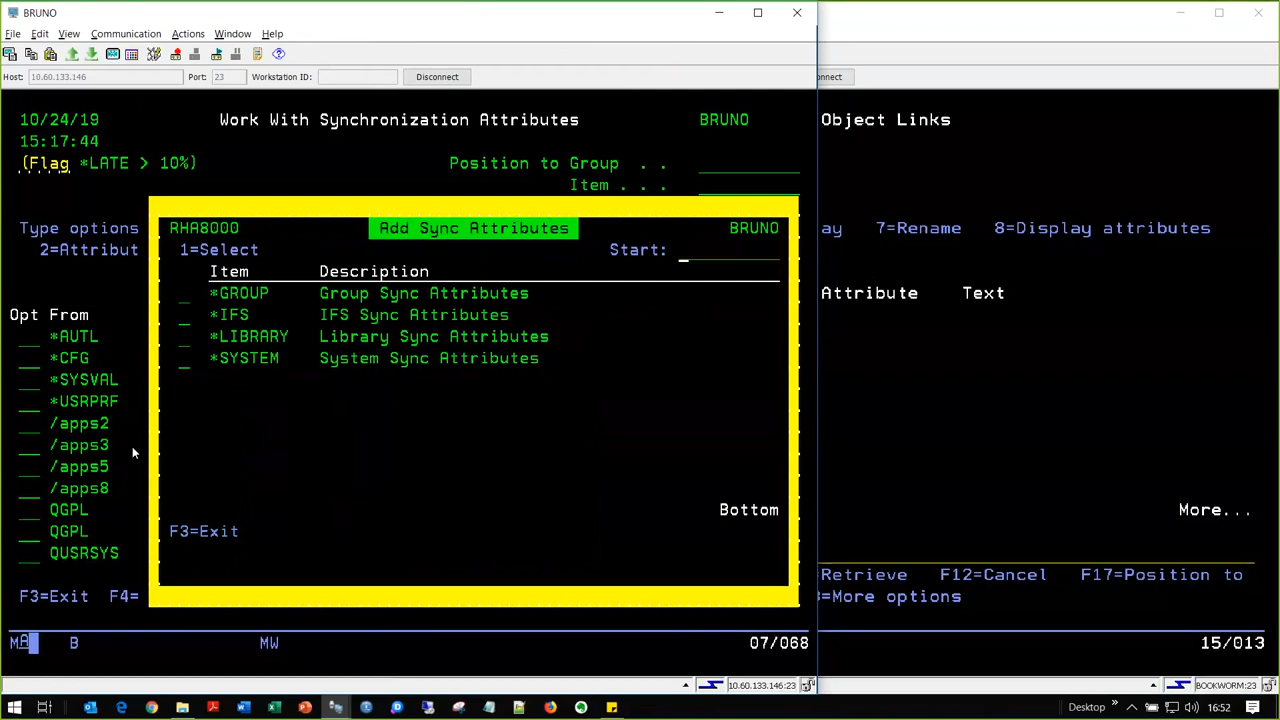 BRUNO
File Edit View Communication Actions Window Help
Host: 10.60.133.146 Port: 23 Workstation ID: Disconnect
nnect
10/24/19 Work With Synchronization Attributes BRUNO
15:17:44
(Flag *LATE > 10%) Position to Group . .
Item . . .
Type options
2=Attribut
Opt From
*AUTL
*CFG
*SYSVAL
*USRPRF
/apps2
/apps3
/apps5
/apps8
QGPL
QGPL
QUSRSYS
F3=Exit F4=
RHA8000 Add Sync Attributes BRUNO
1=Select Start:
Item Description
*GROUP Group Sync Attributes
*IFS IFS Sync Attributes
*LIBRARY Library Sync Attributes
*SYSTEM System Sync Attributes
Bottom
F3=Exit
MA B MW 07/068
10.60.133.146:23
Object Links
ay 7=Rename 8=Display attributes
Attribute Text
More...
Retrieve F12=Cancel F17=Position to
=More options
15/013
BOOKWORM:23
Desktop 16:52